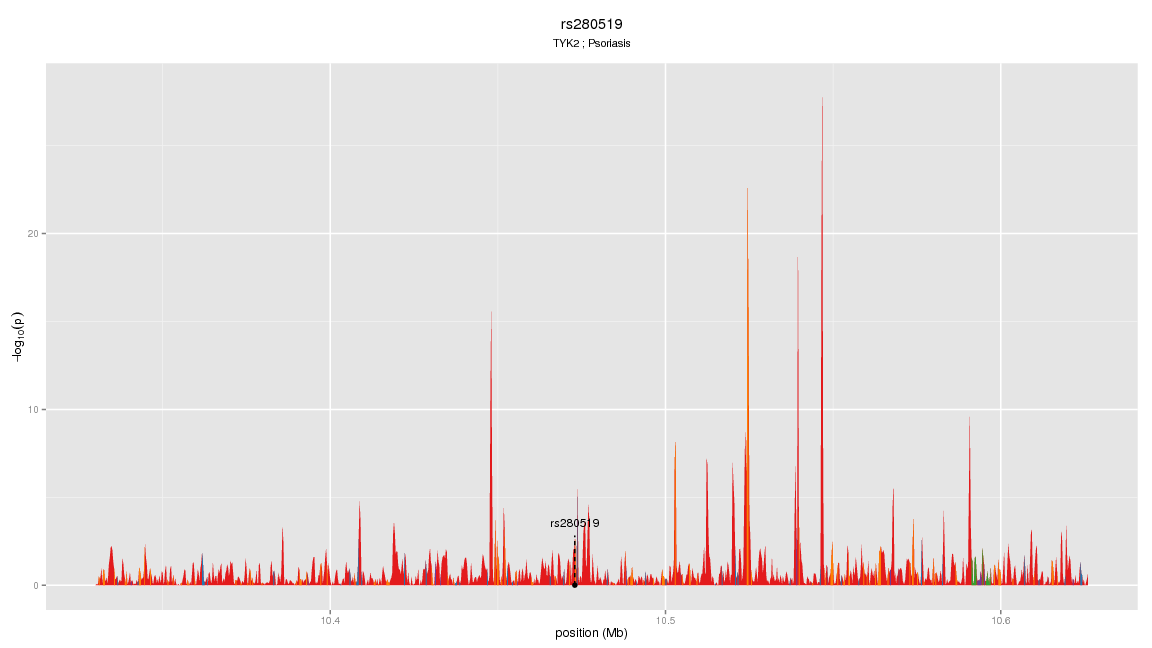 rs280519
TYK2 ; Psoriasis
20
10
0
−log10(p)
rs280519
10.4
10.5
10.6
position (Mb)